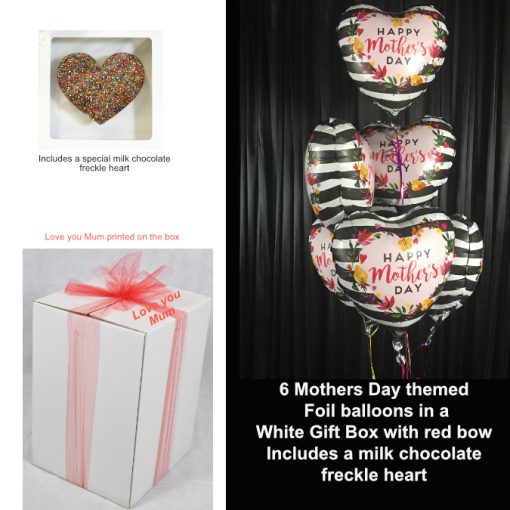 Includes a special milk chocolate
freckle heart
Love you Mum printed on the box
Love you
Mum
HAPPY
Mother's
DAY
HAPPY
Mother's
DAY
HAPPY
Mother's
DAY
6 Mothers Day themed
Foil balloons in a
White Gift Box with red bow
Includes a milk chocolate
freckle heart